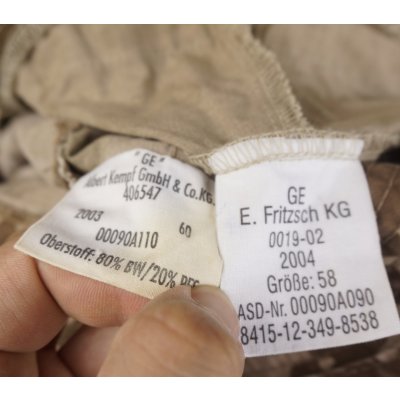 "GE"
Albert Kempf GmbH & Co.KG.
406547
2003 60
00090A110
Oberstoff: 80% BW/20% PES
GE
E. Fritzsch KG
0019-02
2004
Größe: 58
ASD-Nr. 00090A090
8415-12-349-8538